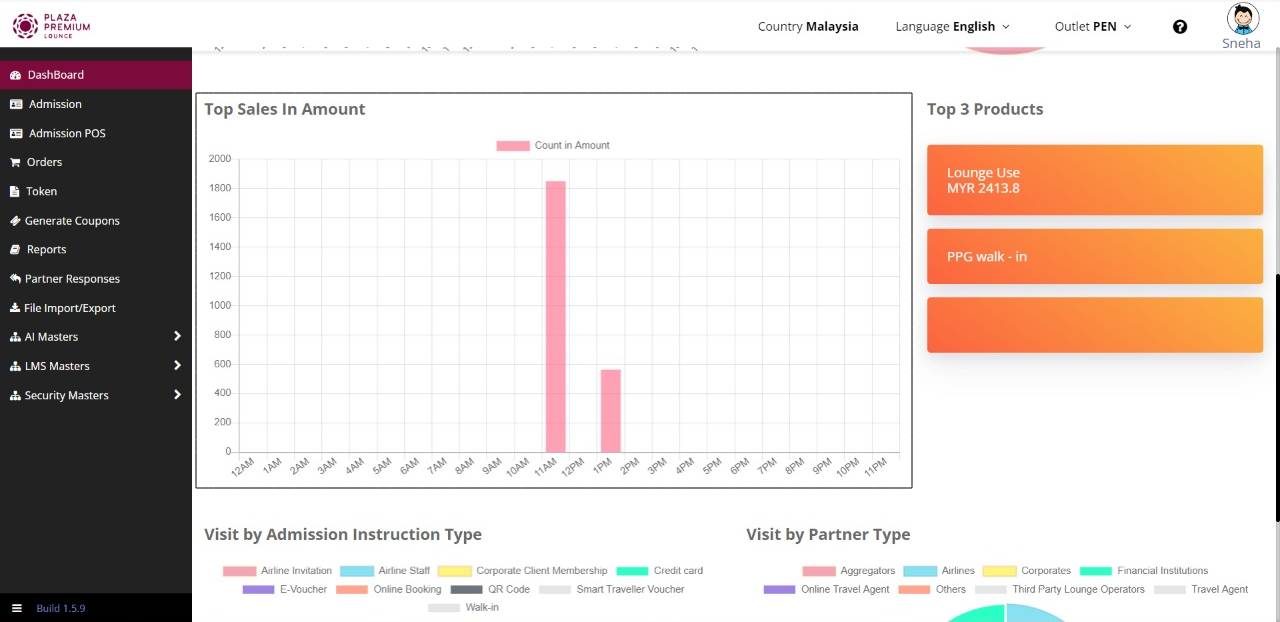 PLAZA
PREMIUM
LOUNGE
Country Malaysia
Language English
Outlet PEN
?
Sneha
DashBoard
Admission
Admission POS
Orders
Token
Generate Coupons
Reports
Partner Responses
File Import/Export
AI Masters
LMS Masters
Security Masters
Build 1.5.9
Top Sales In Amount
Count in Amount
2000
1800
1600
1400
1200
1000
800
600
400
200
0
12AM 1AM 2AM 3AM 4AM 5AM 6AM 7AM 8AM 9AM 10AM 11AM 12PM 1PM 2PM 3PM 4PM 5PM 6PM 7PM 8PM 9PM 10PM 11PM
Top 3 Products
Lounge Use
MYR 2413.8
PPG walk - in
Visit by Admission Instruction Type
Airline Invitation Airline Staff Corporate Client Membership Credit card
E-Voucher Online Booking QR Code Smart Traveller Voucher
Walk-in
Visit by Partner Type
Aggregators Airlines Corporates Financial Institutions
Online Travel Agent Others Third Party Lounge Operators Travel Agent